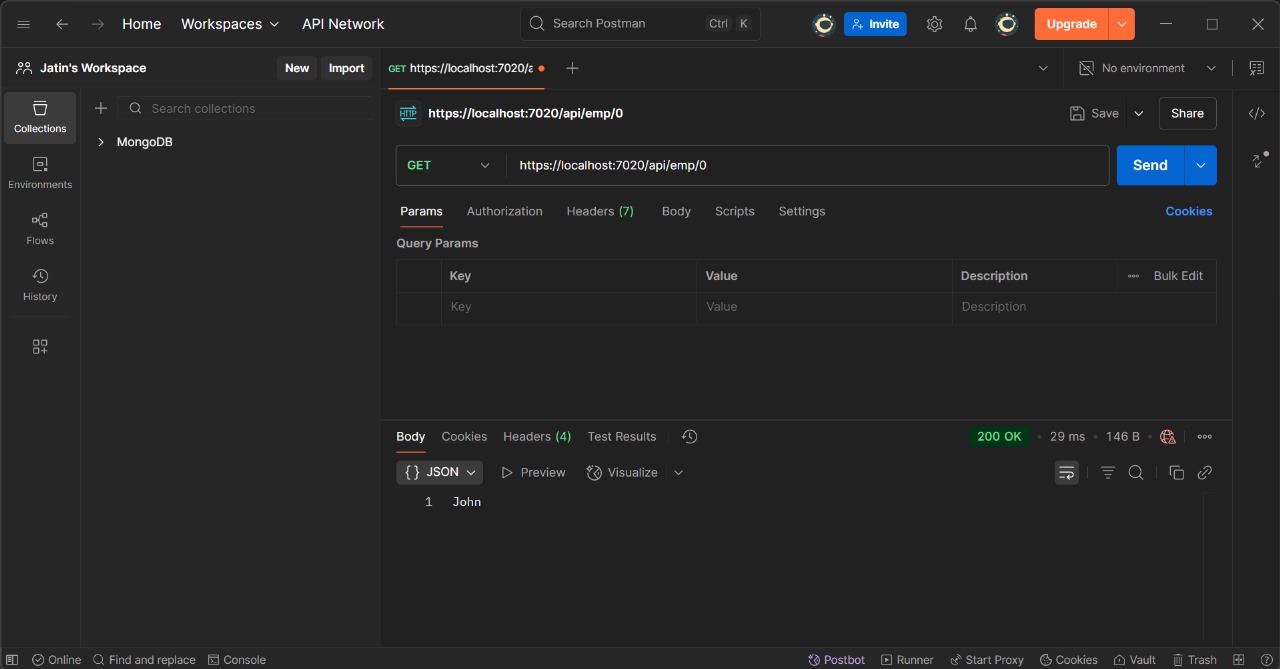 Home Workspaces API Network Search Postman Ctrl K Invite Upgrade
Jatin's Workspace New Import GET https://localhost:7020/a No environment
Collections
Environments
Flows
History
Search collections
MongoDB
HTTP https://localhost:7020/api/emp/0 Save Share
GET https://localhost:7020/api/emp/0 Send
Params Authorization Headers (7) Body Scripts Settings Cookies
Query Params
Key Value Description Bulk Edit
Key Value Description
Body Cookies Headers (4) Test Results 200 OK 29 ms 146 B
{} JSON Preview Visualize
1 John
Online Find and replace Console Postbot Runner Start Proxy Cookies Vault Trash